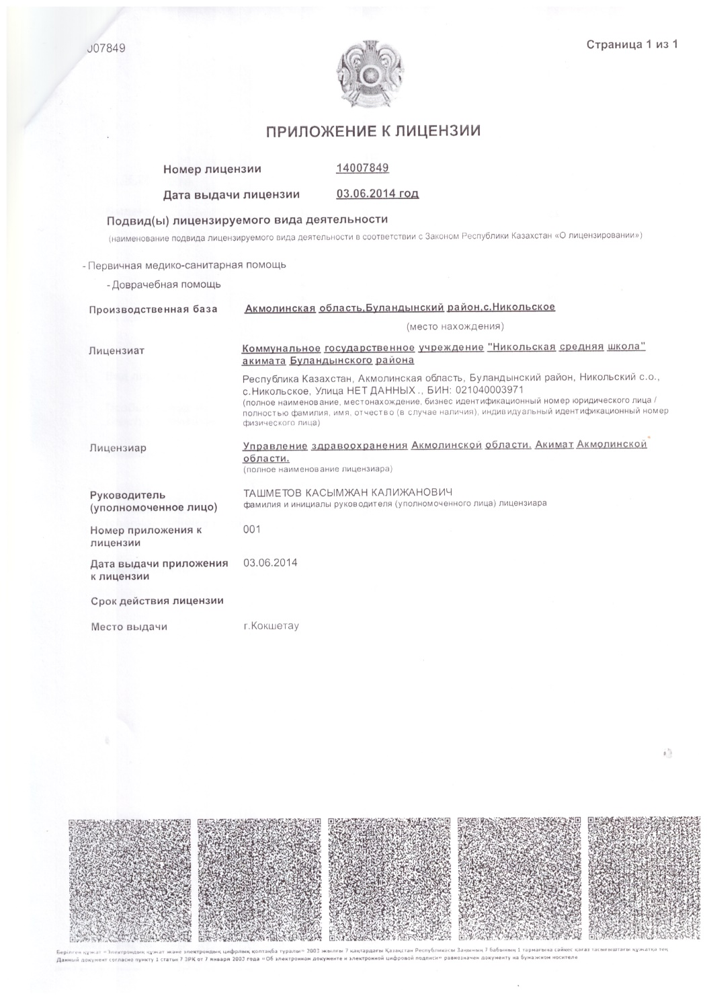 007849
Страница 1 из 1
ПРИЛОЖЕНИЕ К ЛИЦЕНЗИИ
Номер лицензии 14007849
Дата выдачи лицензии 03.06.2014 год
Подвид(ы) лицензируемого вида деятельности
(наименование подвида лицензируемого вида деятельности в соответствии с Законом Республики Казахстан «О лицензировании»)
- Первичная медико-санитарная помощь
- Доврачебная помощь
Производственная база Акмолинская область,Буландынский район,с.Никольское
(место нахождения)
Лицензиат Коммунальное государственное учреждение "Никольская средняя школа"
акимата Буландынского района
Республика Казахстан, Акмолинская область, Буландынский район, Никольский с.о.,
с.Никольское, Улица НЕТ ДАННЫХ ., БИН: 021040003971
(полное наименование, местонахождение, бизнес идентификационный номер юридического лица /
полностью фамилия, имя, отчество (в случае наличия), индивидуальный идентификационный номер
физического лица)
Лицензиар Управление здравоохранения Акмолинской области. Акимат Акмолинской
области.
(полное наименование лицензиара)
Руководитель ТАШМЕТОВ КАСЫМЖАН КАЛИЖАНОВИЧ
(уполномоченное лицо) фамилия и инициалы руководителя (уполномоченного лица) лицензиара
Номер приложения к 001
лицензии
Дата выдачи приложения 03.06.2014
к лицензии
Срок действия лицензии
Место выдачи г.Кокшетау
Берілген құжат «Электрондық құжат және электрондық цифрлық қолтаңба туралы» 2003 жылғы 7 қаңтардағы Қазақстан Республикасы Заңының 7 бабының 1 тармағына сәйкес қағаз тасығыштағы құжатқа тең
Данный документ согласно пункту 1 статьи 7 ЗРК от 7 января 2003 года «Об электронном документе и электронной цифровой подписи» равнозначен документу на бумажном носителе